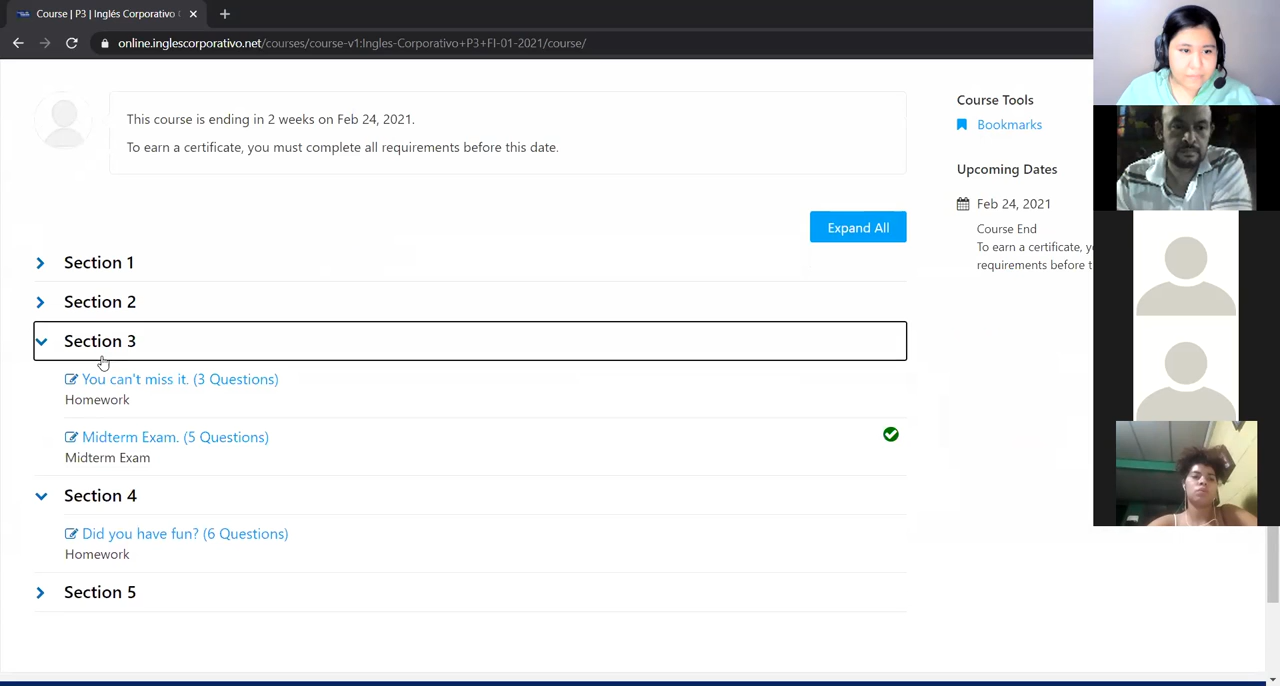 Course | P3 | Inglés Corporativo
online.inglescorporativo.net/courses/course-v1:Ingles-Corporativo+P3+FI-01-2021/course/
This course is ending in 2 weeks on Feb 24, 2021.
To earn a certificate, you must complete all requirements before this date.
Course Tools
Bookmarks
Upcoming Dates
Feb 24, 2021
Course End
To earn a certificate, y
requirements before t
Expand All
Section 1
Section 2
Section 3
You can't miss it. (3 Questions)
Homework
Midterm Exam. (5 Questions)
Midterm Exam
Section 4
Did you have fun? (6 Questions)
Homework
Section 5